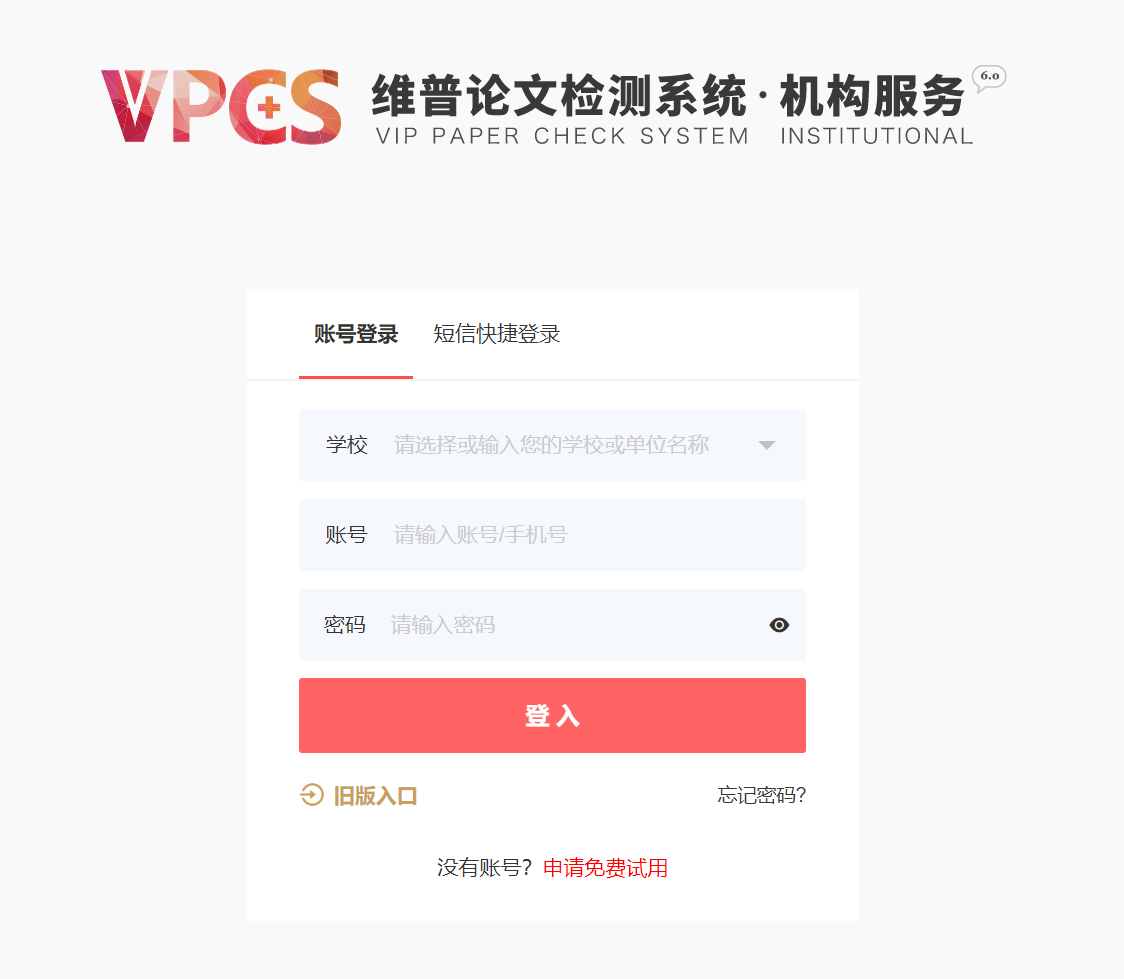 VPCS 维普论文检测系统·机构服务 6.0
VIP PAPER CHECK SYSTEM INSTITUTIONAL
账号登录 短信快捷登录
学校 请选择或输入您的学校或单位名称
账号 请输入账号/手机号
密码 请输入密码
登 入
旧版入口 忘记密码?
没有账号? 申请免费试用